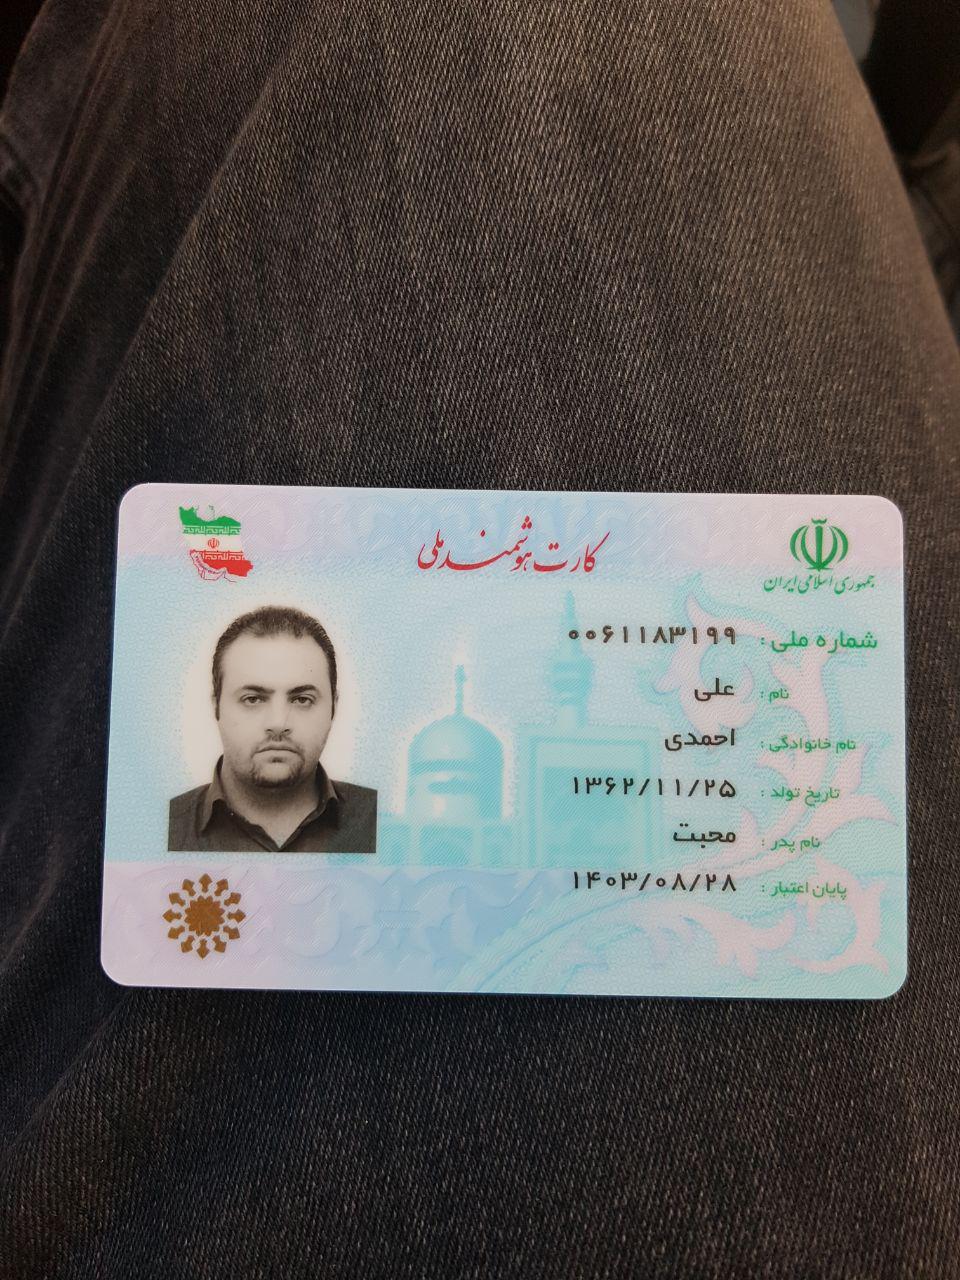 جمهوری اسلامی ایران
کارت هوشمند ملی
شماره ملی: ۰۰۶۱۱۸۳۱۹۹
نام: علی
نام خانوادگی: احمدی
تاریخ تولد: ۱۳۶۲/۱۱/۲۵
نام پدر: محبت
پایان اعتبار: ۱۴۰۳/۰۸/۲۸